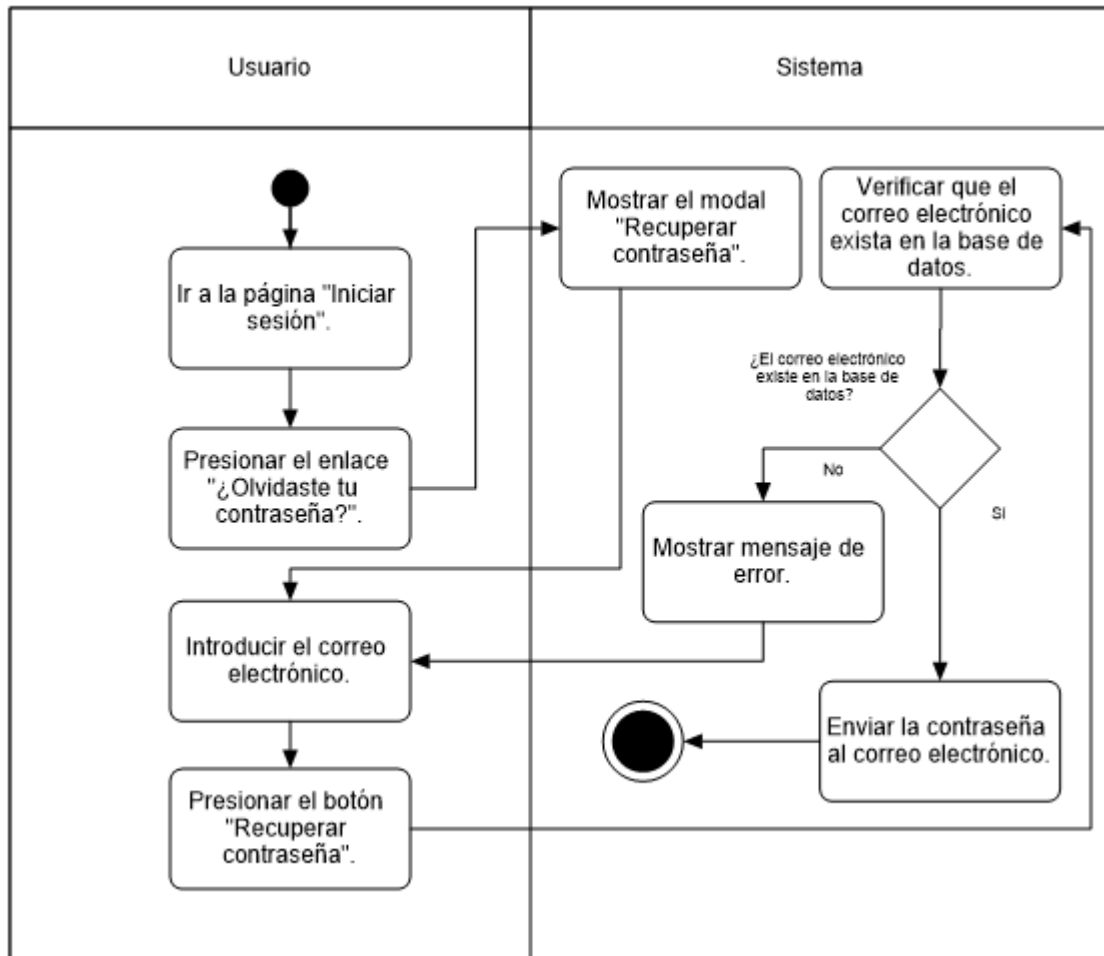 Usuario
Sistema
Ir a la página "Iniciar
sesión".
Presionar el enlace
"¿Olvidaste tu
contraseña?".
Mostrar el modal
"Recuperar
contraseña".
Introducir el correo
electrónico.
Presionar el botón
"Recuperar
contraseña".
Verificar que el
correo electrónico
exista en la base de
datos.
¿El correo electrónico
existe en la base de
datos?
No
Si
Mostrar mensaje de
error.
Enviar la contraseña
al correo electrónico.